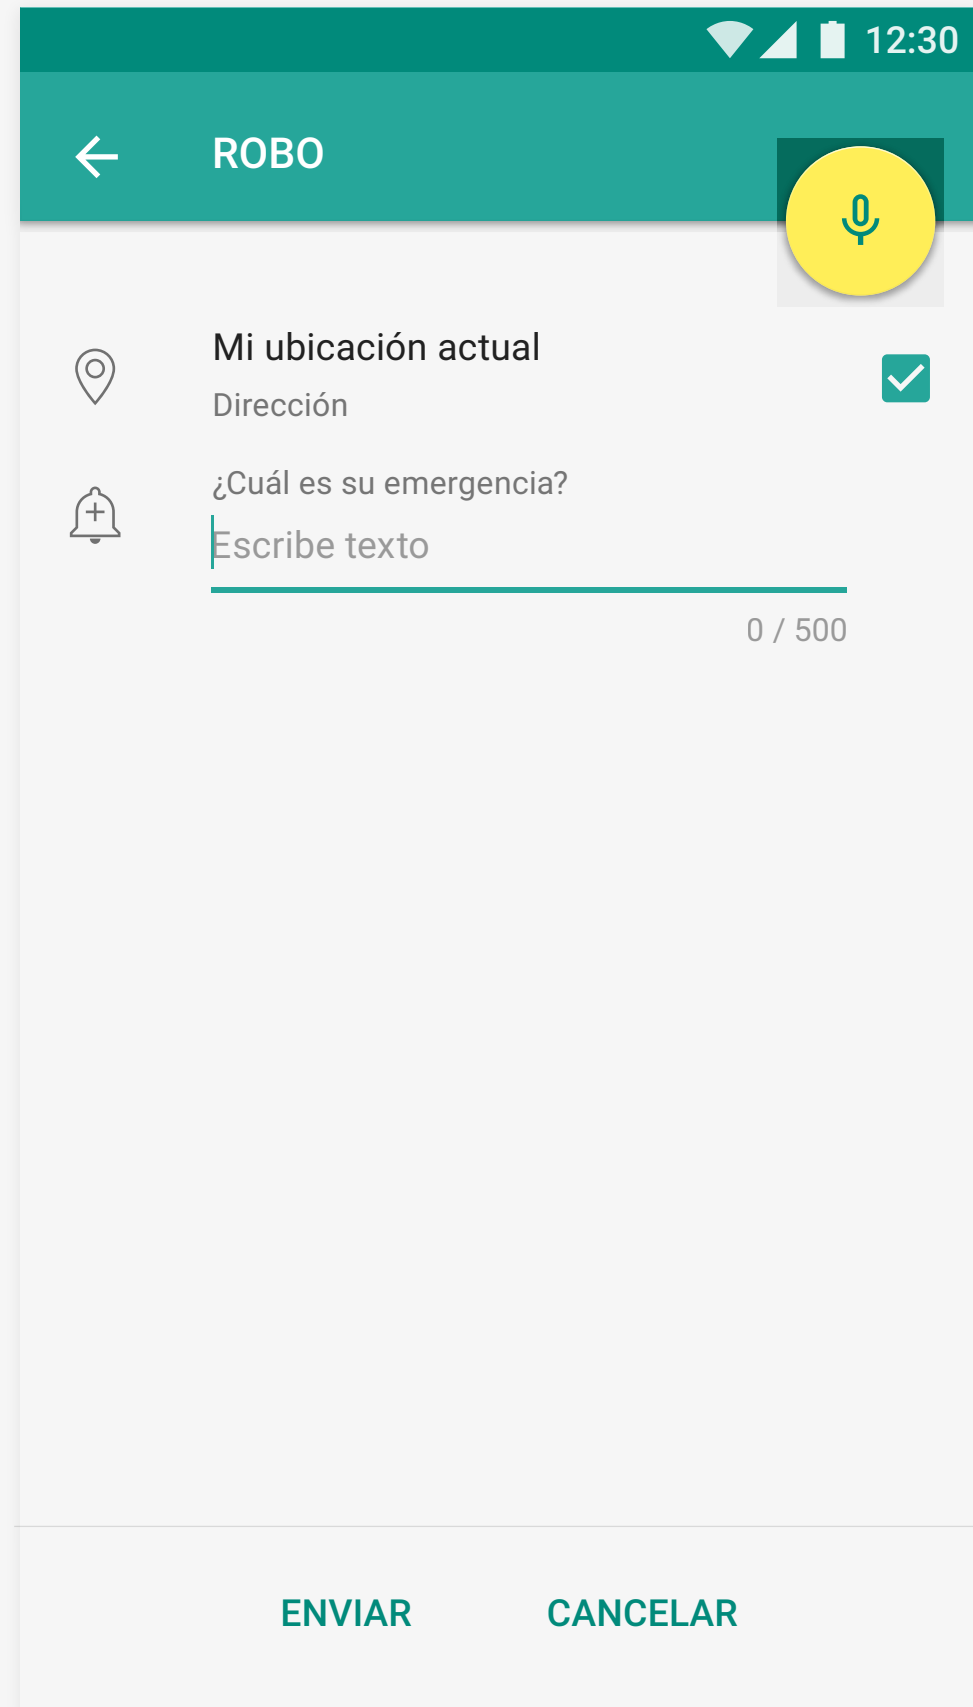 12:30
ROBO
Mi ubicación actual
Dirección
¿Cuál es su emergencia?
Escribe texto
0 / 500
ENVIAR
CANCELAR